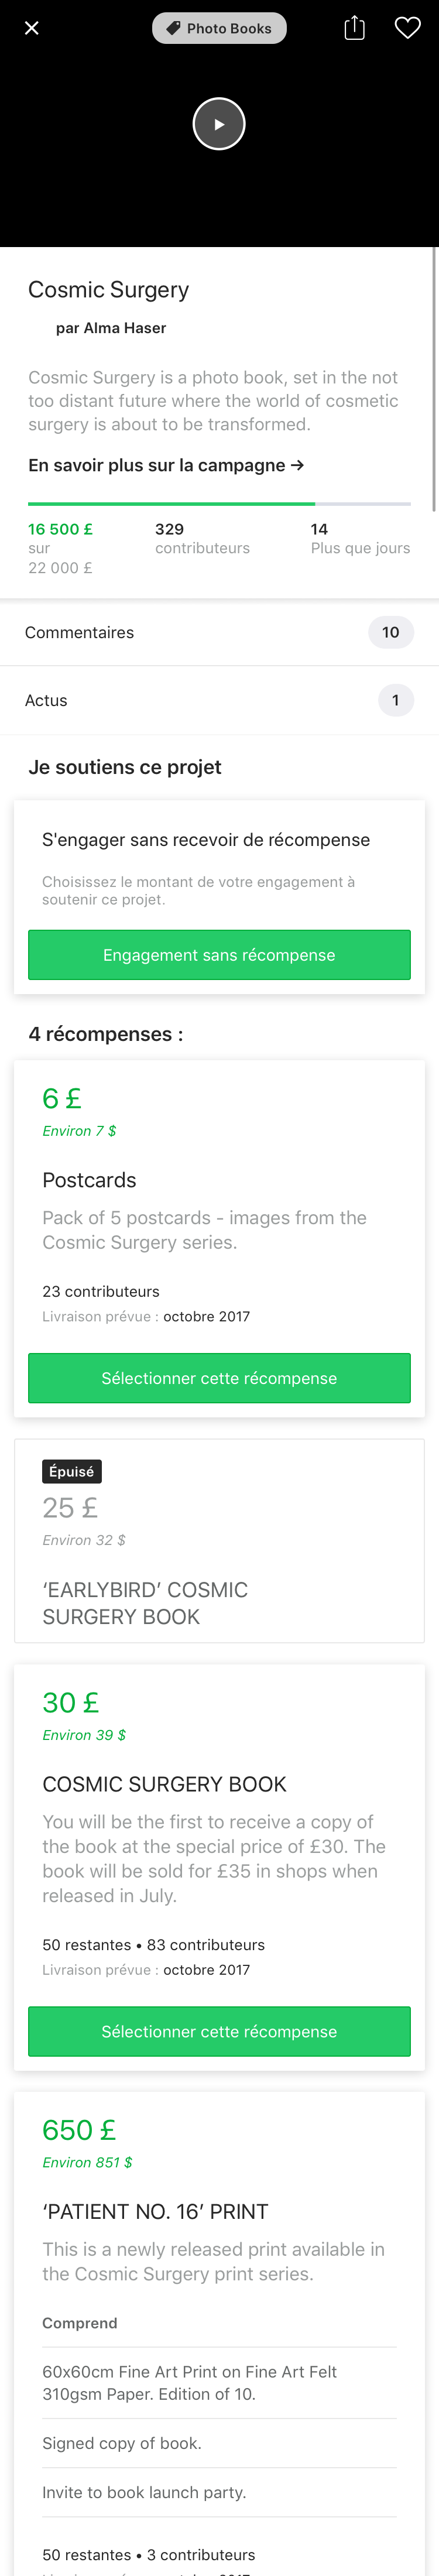 Photo Books
Cosmic Surgery
par Alma Haser
Cosmic Surgery is a photo book, set in the not
too distant future where the world of cosmetic
surgery is about to be transformed.
En savoir plus sur la campagne →
16 500 £
sur
22 000 £
329
contributeurs
14
Plus que jours
Commentaires
10
Actus
1
Je soutiens ce projet
S'engager sans recevoir de récompense
Choisissez le montant de votre engagement à
soutenir ce projet.
Engagement sans récompense
4 récompenses :
6 £
Environ 7 $
Postcards
Pack of 5 postcards - images from the
Cosmic Surgery series.
23 contributeurs
Livraison prévue : octobre 2017
Sélectionner cette récompense
Épuisé
25 £
Environ 32 $
‘EARLYBIRD’ COSMIC
SURGERY BOOK
30 £
Environ 39 $
COSMIC SURGERY BOOK
You will be the first to receive a copy of
the book at the special price of £30. The
book will be sold for £35 in shops when
released in July.
50 restantes • 83 contributeurs
Livraison prévue : octobre 2017
Sélectionner cette récompense
650 £
Environ 851 $
‘PATIENT NO. 16’ PRINT
This is a newly released print available in
the Cosmic Surgery print series.
Comprend
60x60cm Fine Art Print on Fine Art Felt
310gsm Paper. Edition of 10.
Signed copy of book.
Invite to book launch party.
50 restantes • 3 contributeurs